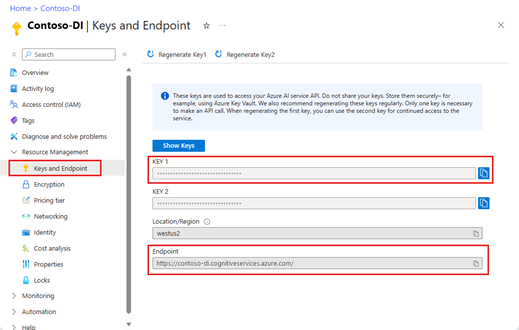 Home > Contoso-DI >
Contoso-DI | Keys and Endpoint
Search
Overview
Activity log
Access control (IAM)
Tags
Diagnose and solve problems
Resource Management
Keys and Endpoint
Encryption
Pricing tier
Networking
Identity
Cost analysis
Properties
Locks
Monitoring
Automation
Help
Regenerate Key1
Regenerate Key2
These keys are used to access your Azure AI service API. Do not share your keys. Store them securely– for
example, using Azure Key Vault. We also recommend regenerating these keys regularly. Only one key is necessary
to make an API call. When regenerating the first key, you can use the second key for continued access to the
service.
Show Keys
KEY 1
KEY 2
Location/Region
westus2
Endpoint
https://contoso-di.cognitiveservices.azure.com/